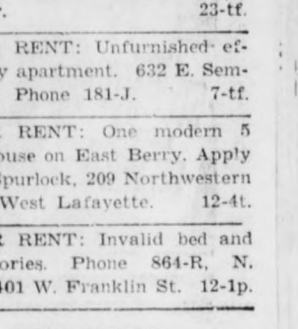 r. 23-tf.
RENT: Unfurnished ef-
y apartment. 632 E. Sem-
Phone 181-J. 7-tf.
RENT: One modern 5
ouse on East Berry. Apply
Spurlock, 209 Northwestern
West Lafayette. 12-4t.
R RENT: Invalid bed and
ories. Phone 864-R, N.
401 W. Franklin St. 12-1p.